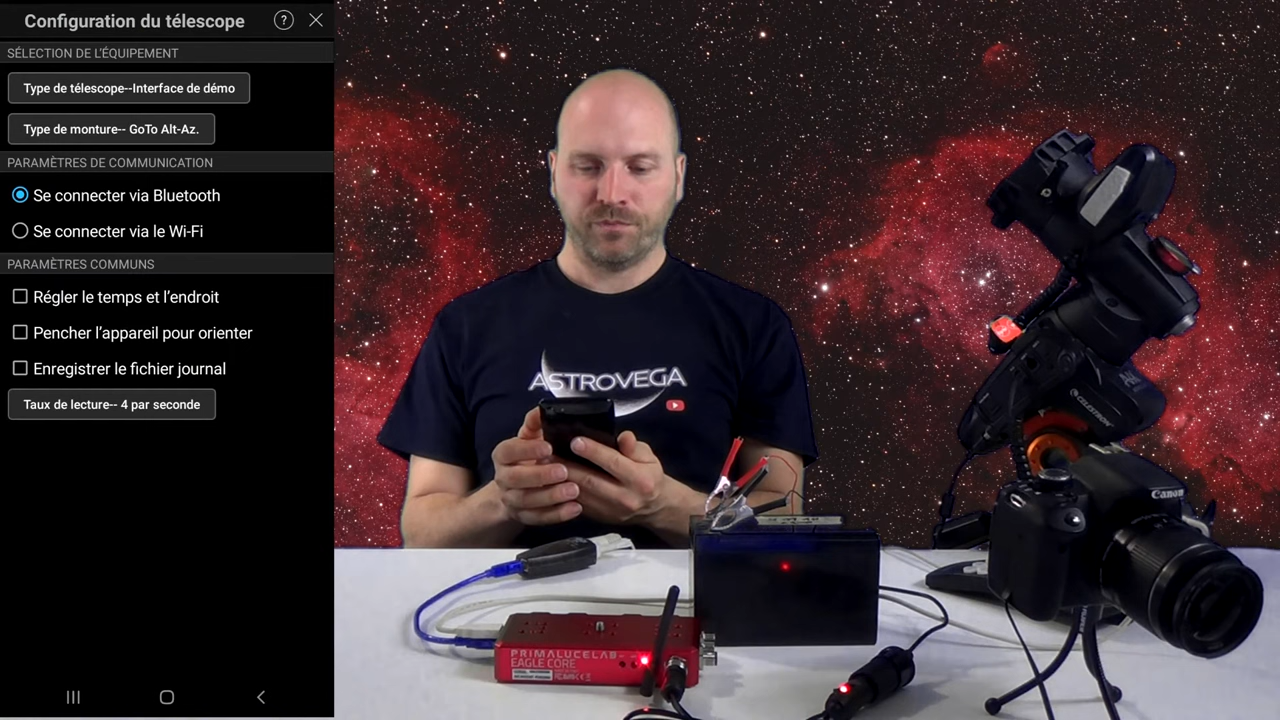 Configuration du télescope
?
SÉLECTION DE L'ÉQUIPEMENT
Type de télescope--Interface de démo
Type de monture-- GoTo Alt-Az.
PARAMÈTRES DE COMMUNICATION
Se connecter via Bluetooth
Se connecter via le Wi-Fi
PARAMÈTRES COMMUNS
Régler le temps et l'endroit
Pencher l'appareil pour orienter
Enregistrer le fichier journal
Taux de lecture-- 4 par seconde
ASTROVEGA
CELESTRON
Canon
PRIMALUCELAB
EAGLE CORE